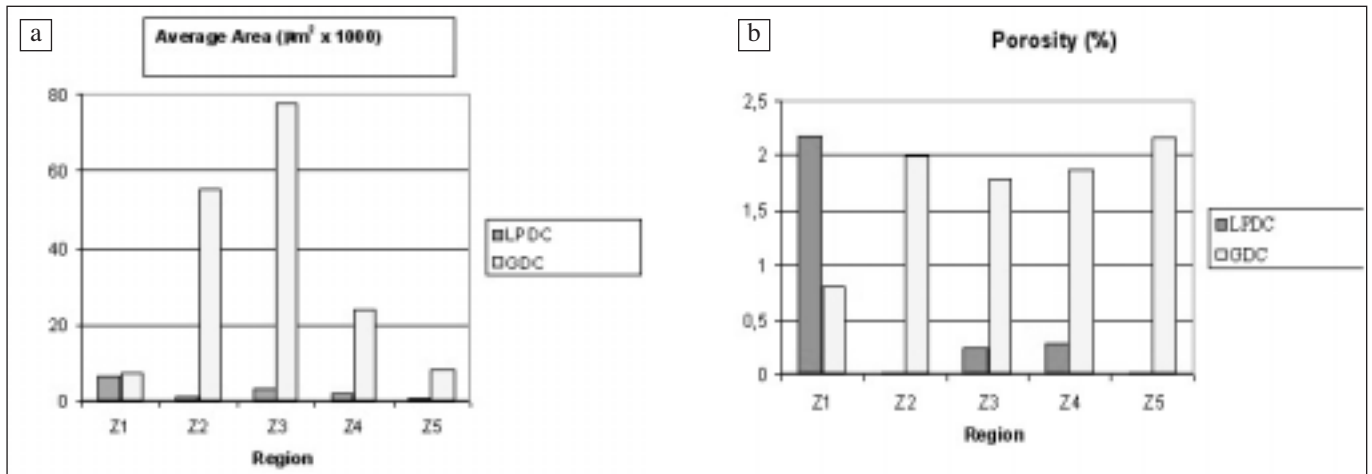 a
Average Area (µm² x 1000)
80
60
40
20
0
Z1 Z2 Z3 Z4 Z5
Region
LPDC
GDC
b
Porosity (%)
2,5
2
1,5
1
0,5
0
Z1 Z2 Z3 Z4 Z5
Region
LPDC
GDC